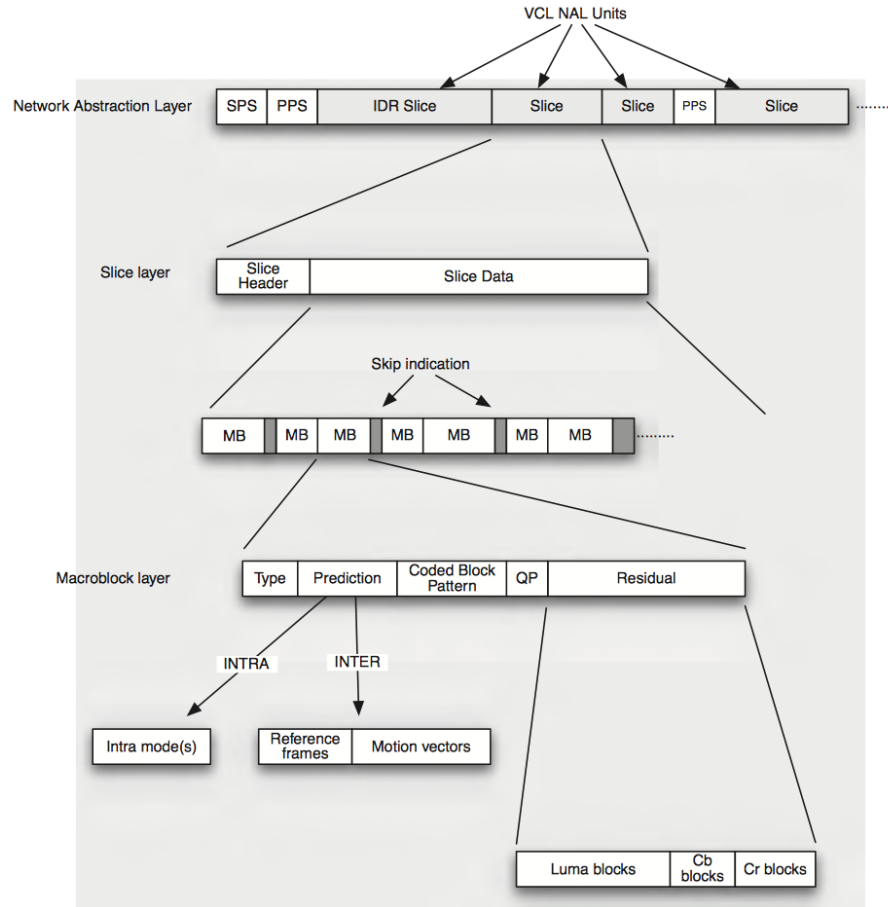 VCL NAL Units
Network Abstraction Layer
SPS PPS IDR Slice Slice Slice PPS Slice
Slice layer
Slice
Header
Slice Data
Skip indication
MB MB MB MB MB MB MB
Macroblock layer
Type Prediction
Coded Block
Pattern
QP Residual
INTRA INTER
Intra mode(s)
Reference
frames
Motion vectors
Luma blocks
Cb
blocks
Cr blocks